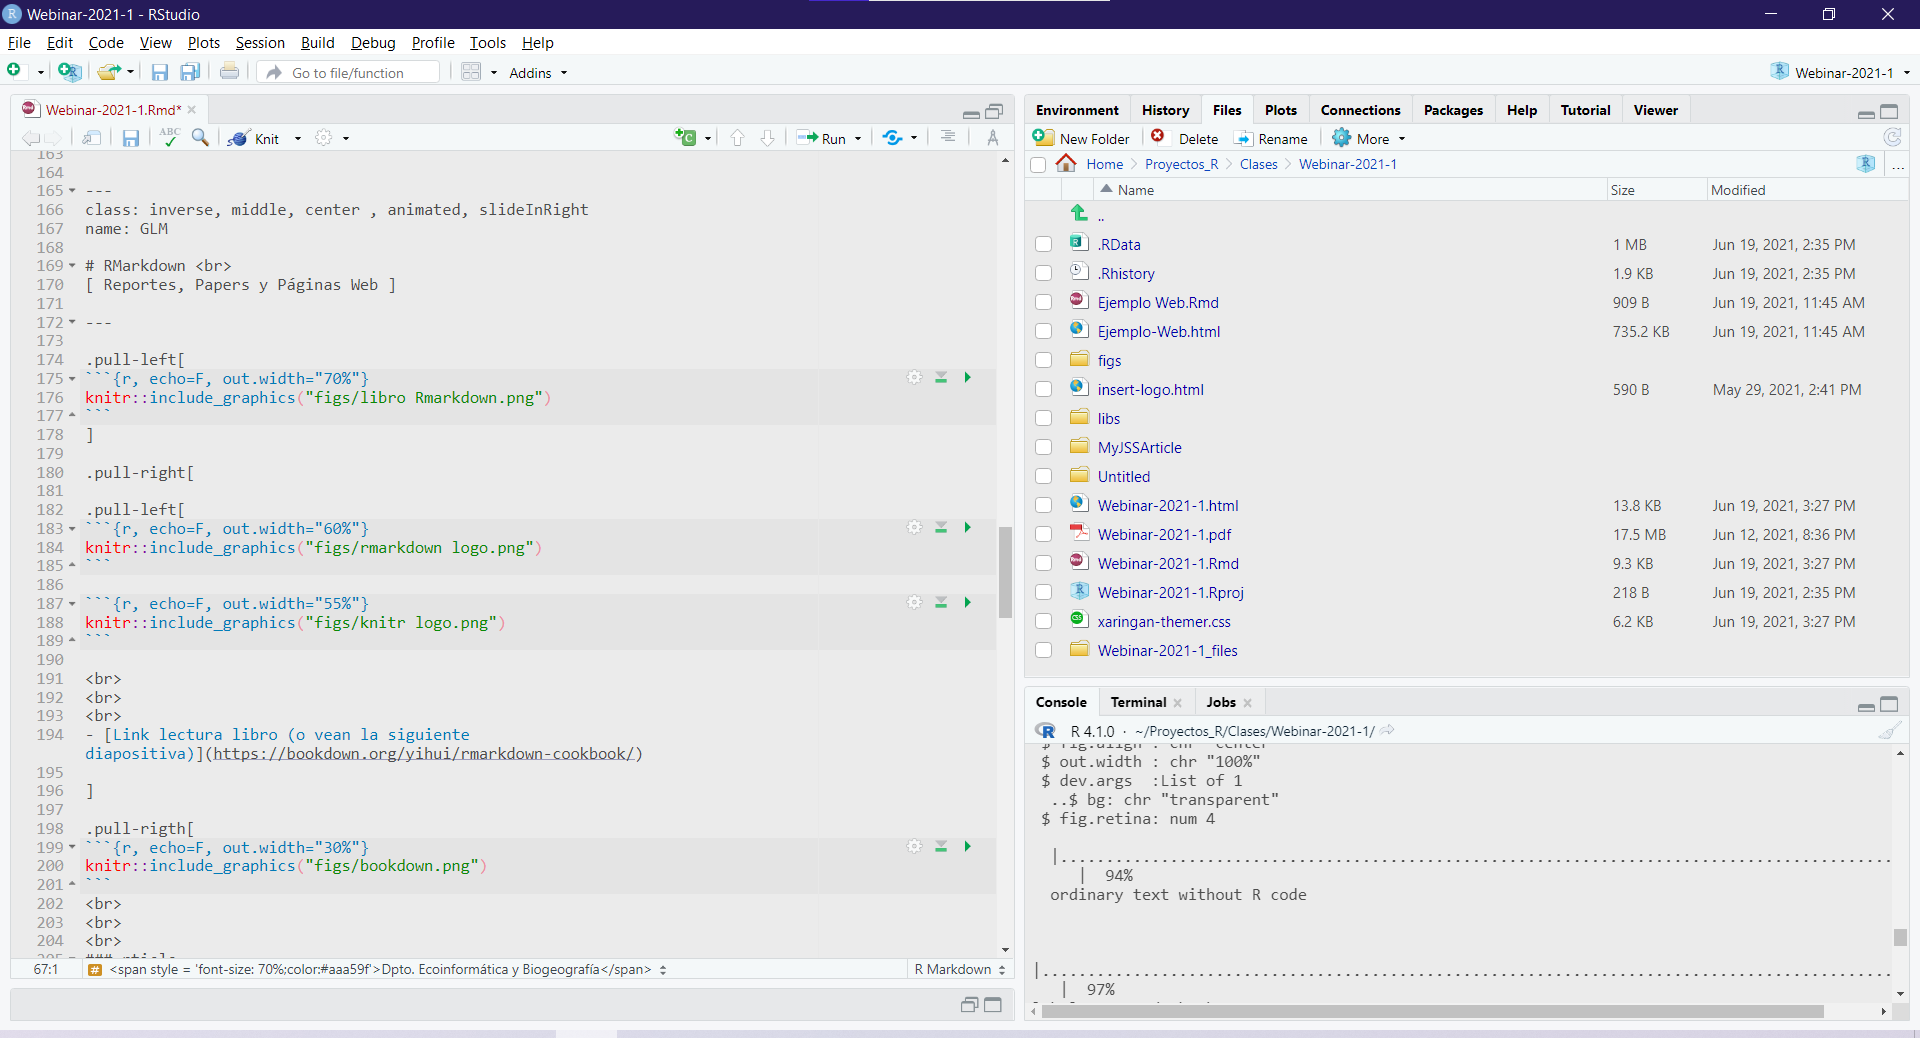 Webinar-2021-1 - RStudio
File Edit Code View Plots Session Build Debug Profile Tools Help
Go to file/function Addins Webinar-2021-1
Webinar-2021-1.Rmd*
ABC Knit Run
163
164
165 ---
166 class: inverse, middle, center , animated, slideInRight
167 name: GLM
168
169 # RMarkdown <br>
170 [ Reportes, Papers y Páginas Web ]
171
172 ---
173
174 .pull-left[
175 ```{r, echo=F, out.width="70%"}
176 knitr::include_graphics("figs/libro Rmarkdown.png")
177 ```
178 ]
179
180 .pull-right[
181
182 .pull-left[
183 ```{r, echo=F, out.width="60%"}
184 knitr::include_graphics("figs/rmarkdown logo.png")
185 ```
186
187 ```{r, echo=F, out.width="55%"}
188 knitr::include_graphics("figs/knitr logo.png")
189 ```
190
191 <br>
192 <br>
193 <br>
194 - [Link lectura libro (o vean la siguiente
diapositiva)](https://bookdown.org/yihui/rmarkdown-cookbook/)
195
196 ]
197
198 .pull-rigth[
199 ```{r, echo=F, out.width="30%"}
200 knitr::include_graphics("figs/bookdown.png")
201 ```
202 <br>
203 <br>
204 <br>
67:1 # <span style = 'font-size: 70%;color:#aaa59f'>Dpto. Ecoinformática y Biogeografía</span> R Markdown
Environment History Files Plots Connections Packages Help Tutorial Viewer
New Folder Delete Rename More
Home Proyectos_R Clases Webinar-2021-1 ...
Name Size Modified
..
.RData 1 MB Jun 19, 2021, 2:35 PM
.Rhistory 1.9 KB Jun 19, 2021, 2:35 PM
Ejemplo Web.Rmd 909 B Jun 19, 2021, 11:45 AM
Ejemplo-Web.html 735.2 KB Jun 19, 2021, 11:45 AM
figs
insert-logo.html 590 B May 29, 2021, 2:41 PM
libs
MyJSSArticle
Untitled
Webinar-2021-1.html 13.8 KB Jun 19, 2021, 3:27 PM
Webinar-2021-1.pdf 17.5 MB Jun 12, 2021, 8:36 PM
Webinar-2021-1.Rmd 9.3 KB Jun 19, 2021, 3:27 PM
Webinar-2021-1.Rproj 218 B Jun 19, 2021, 2:35 PM
xaringan-themer.css 6.2 KB Jun 19, 2021, 3:27 PM
Webinar-2021-1_files
Console Terminal Jobs
R 4.1.0 · ~/Proyectos_R/Clases/Webinar-2021-1/
$ fig.align : chr "center"
$ out.width : chr "100%"
$ dev.args :List of 1
..$ bg: chr "transparent"
$ fig.retina: num 4
|...........................................................................................
| 94%
ordinary text without R code
|.............................................................................................
| 97%